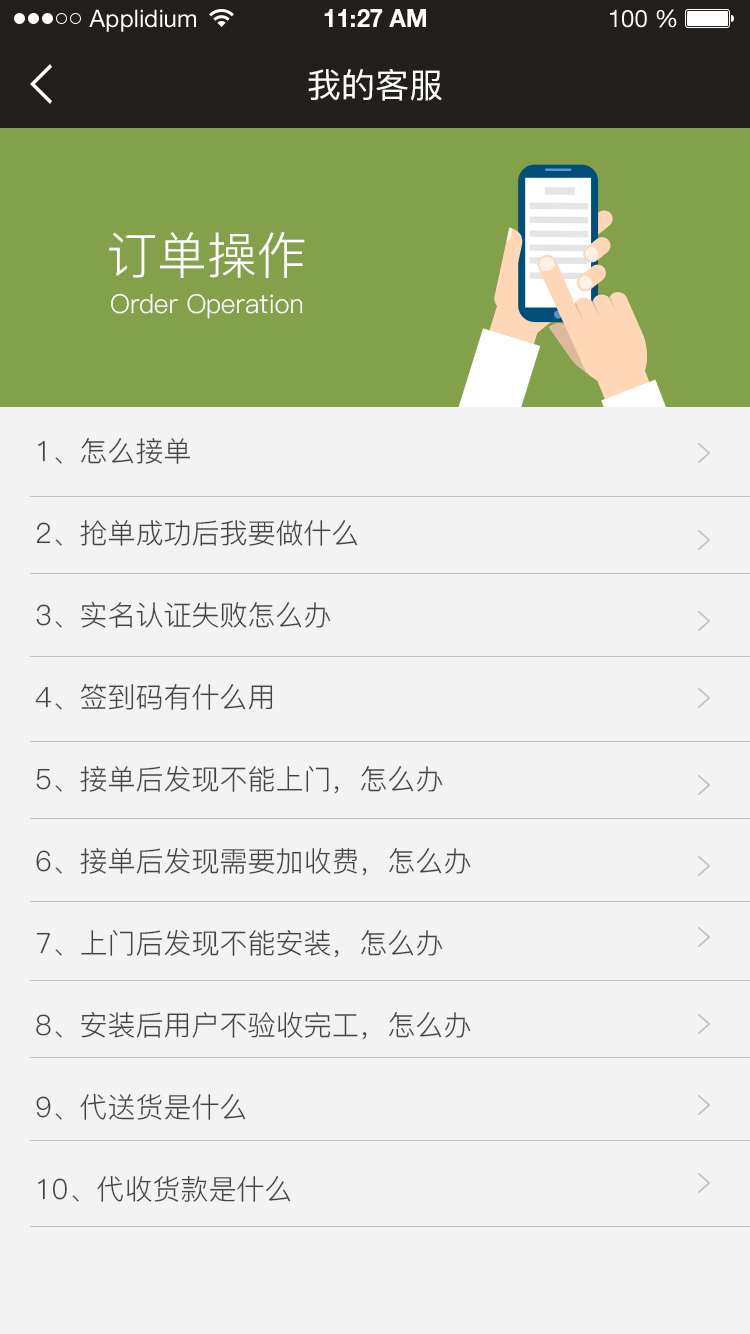 Applidium 11:27 AM 100 %
我的客服
订单操作
Order Operation
1、怎么接单
2、抢单成功后我要做什么
3、实名认证失败怎么办
4、签到码有什么用
5、接单后发现不能上门，怎么办
6、接单后发现需要加收费，怎么办
7、上门后发现不能安装，怎么办
8、安装后用户不验收完工，怎么办
9、代送货是什么
10、代收货款是什么